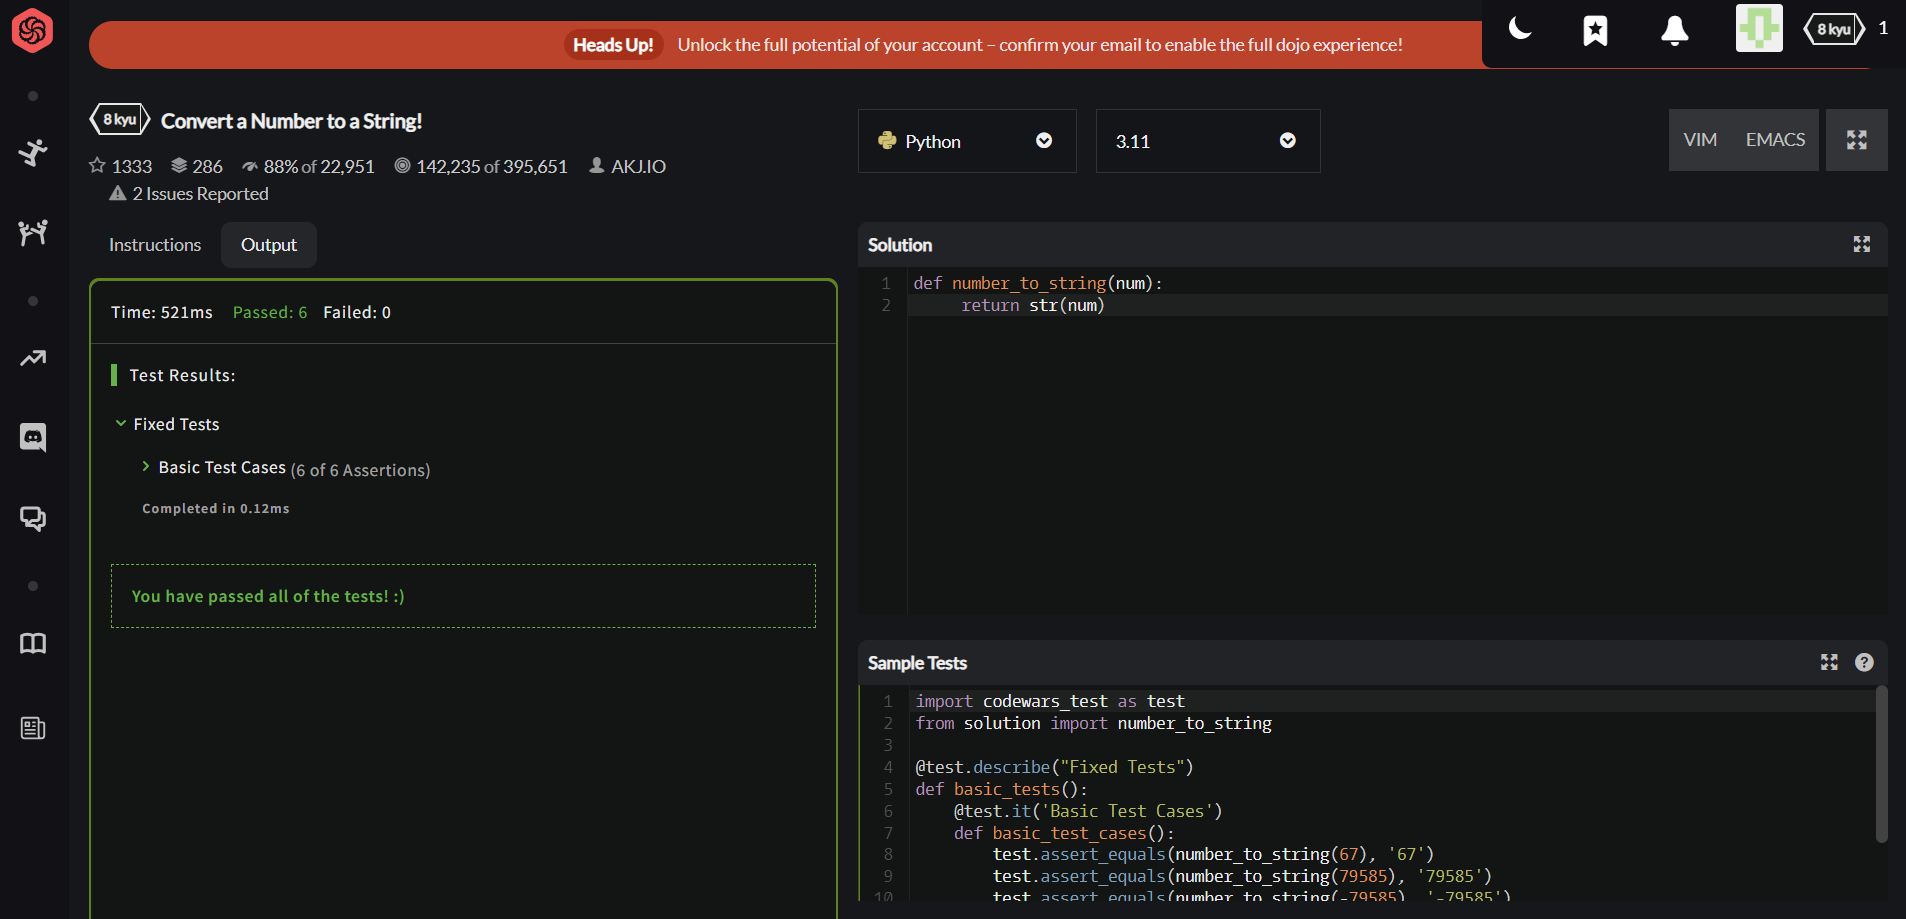 Heads Up! Unlock the full potential of your account – confirm your email to enable the full dojo experience!
8 kyu 1
8 kyu Convert a Number to a String!
1333 286 88% of 22,951 142,235 of 395,651 AKJ.IO
2 Issues Reported
Python 3.11 VIM EMACS
Instructions Output
Time: 521ms Passed: 6 Failed: 0
Test Results:
Fixed Tests
Basic Test Cases (6 of 6 Assertions)
Completed in 0.12ms
You have passed all of the tests! :)
Solution
1 def number_to_string(num):
2 return str(num)
Sample Tests
1 import codewars_test as test
2 from solution import number_to_string
3
4 @test.describe("Fixed Tests")
5 def basic_tests():
6 @test.it('Basic Test Cases')
7 def basic_test_cases():
8 test.assert_equals(number_to_string(67), '67')
9 test.assert_equals(number_to_string(79585), '79585')
10 test.assert_equals(number_to_string(-79585), '-79585')